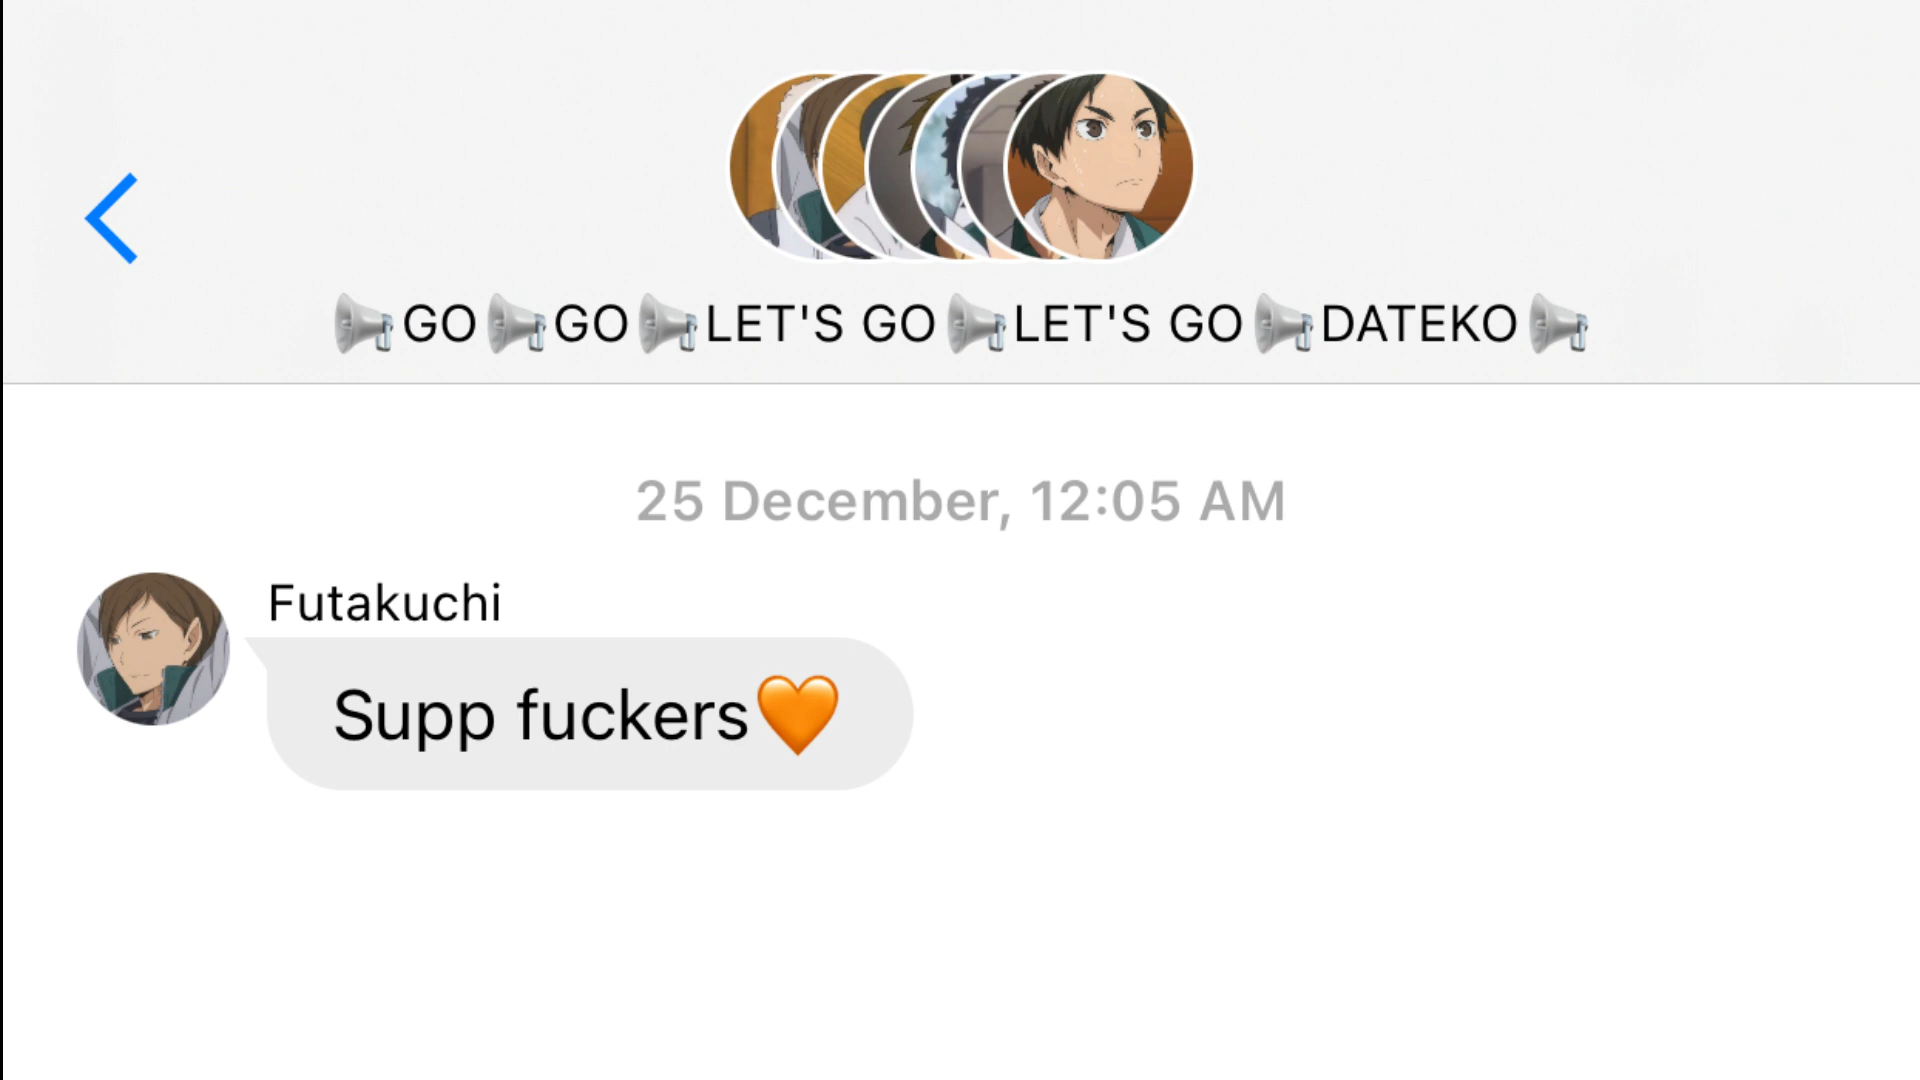 📢GO📢GO📢LET'S GO📢LET'S GO📢DATEKO📢
25 December, 12:05 AM
Futakuchi
Supp fuckers🧡